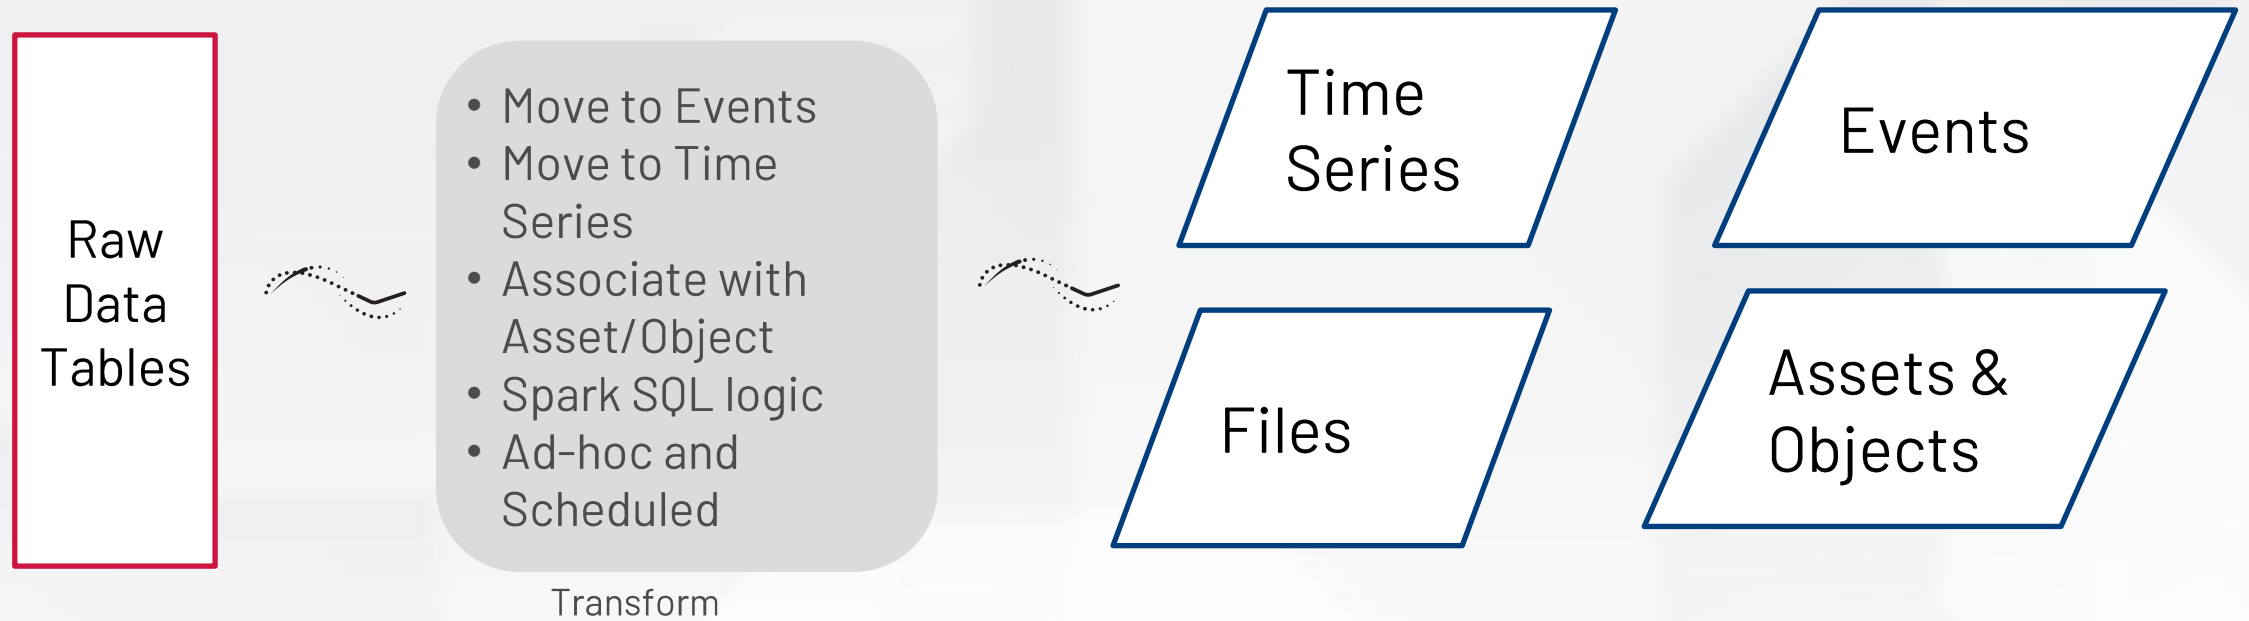 Raw
Data
Tables
• Move to Events
• Move to Time
Series
• Associate with
Asset/Object
• Spark SQL logic
• Ad-hoc and
Scheduled
Transform
Time
Series
Events
Files
Assets &
Objects